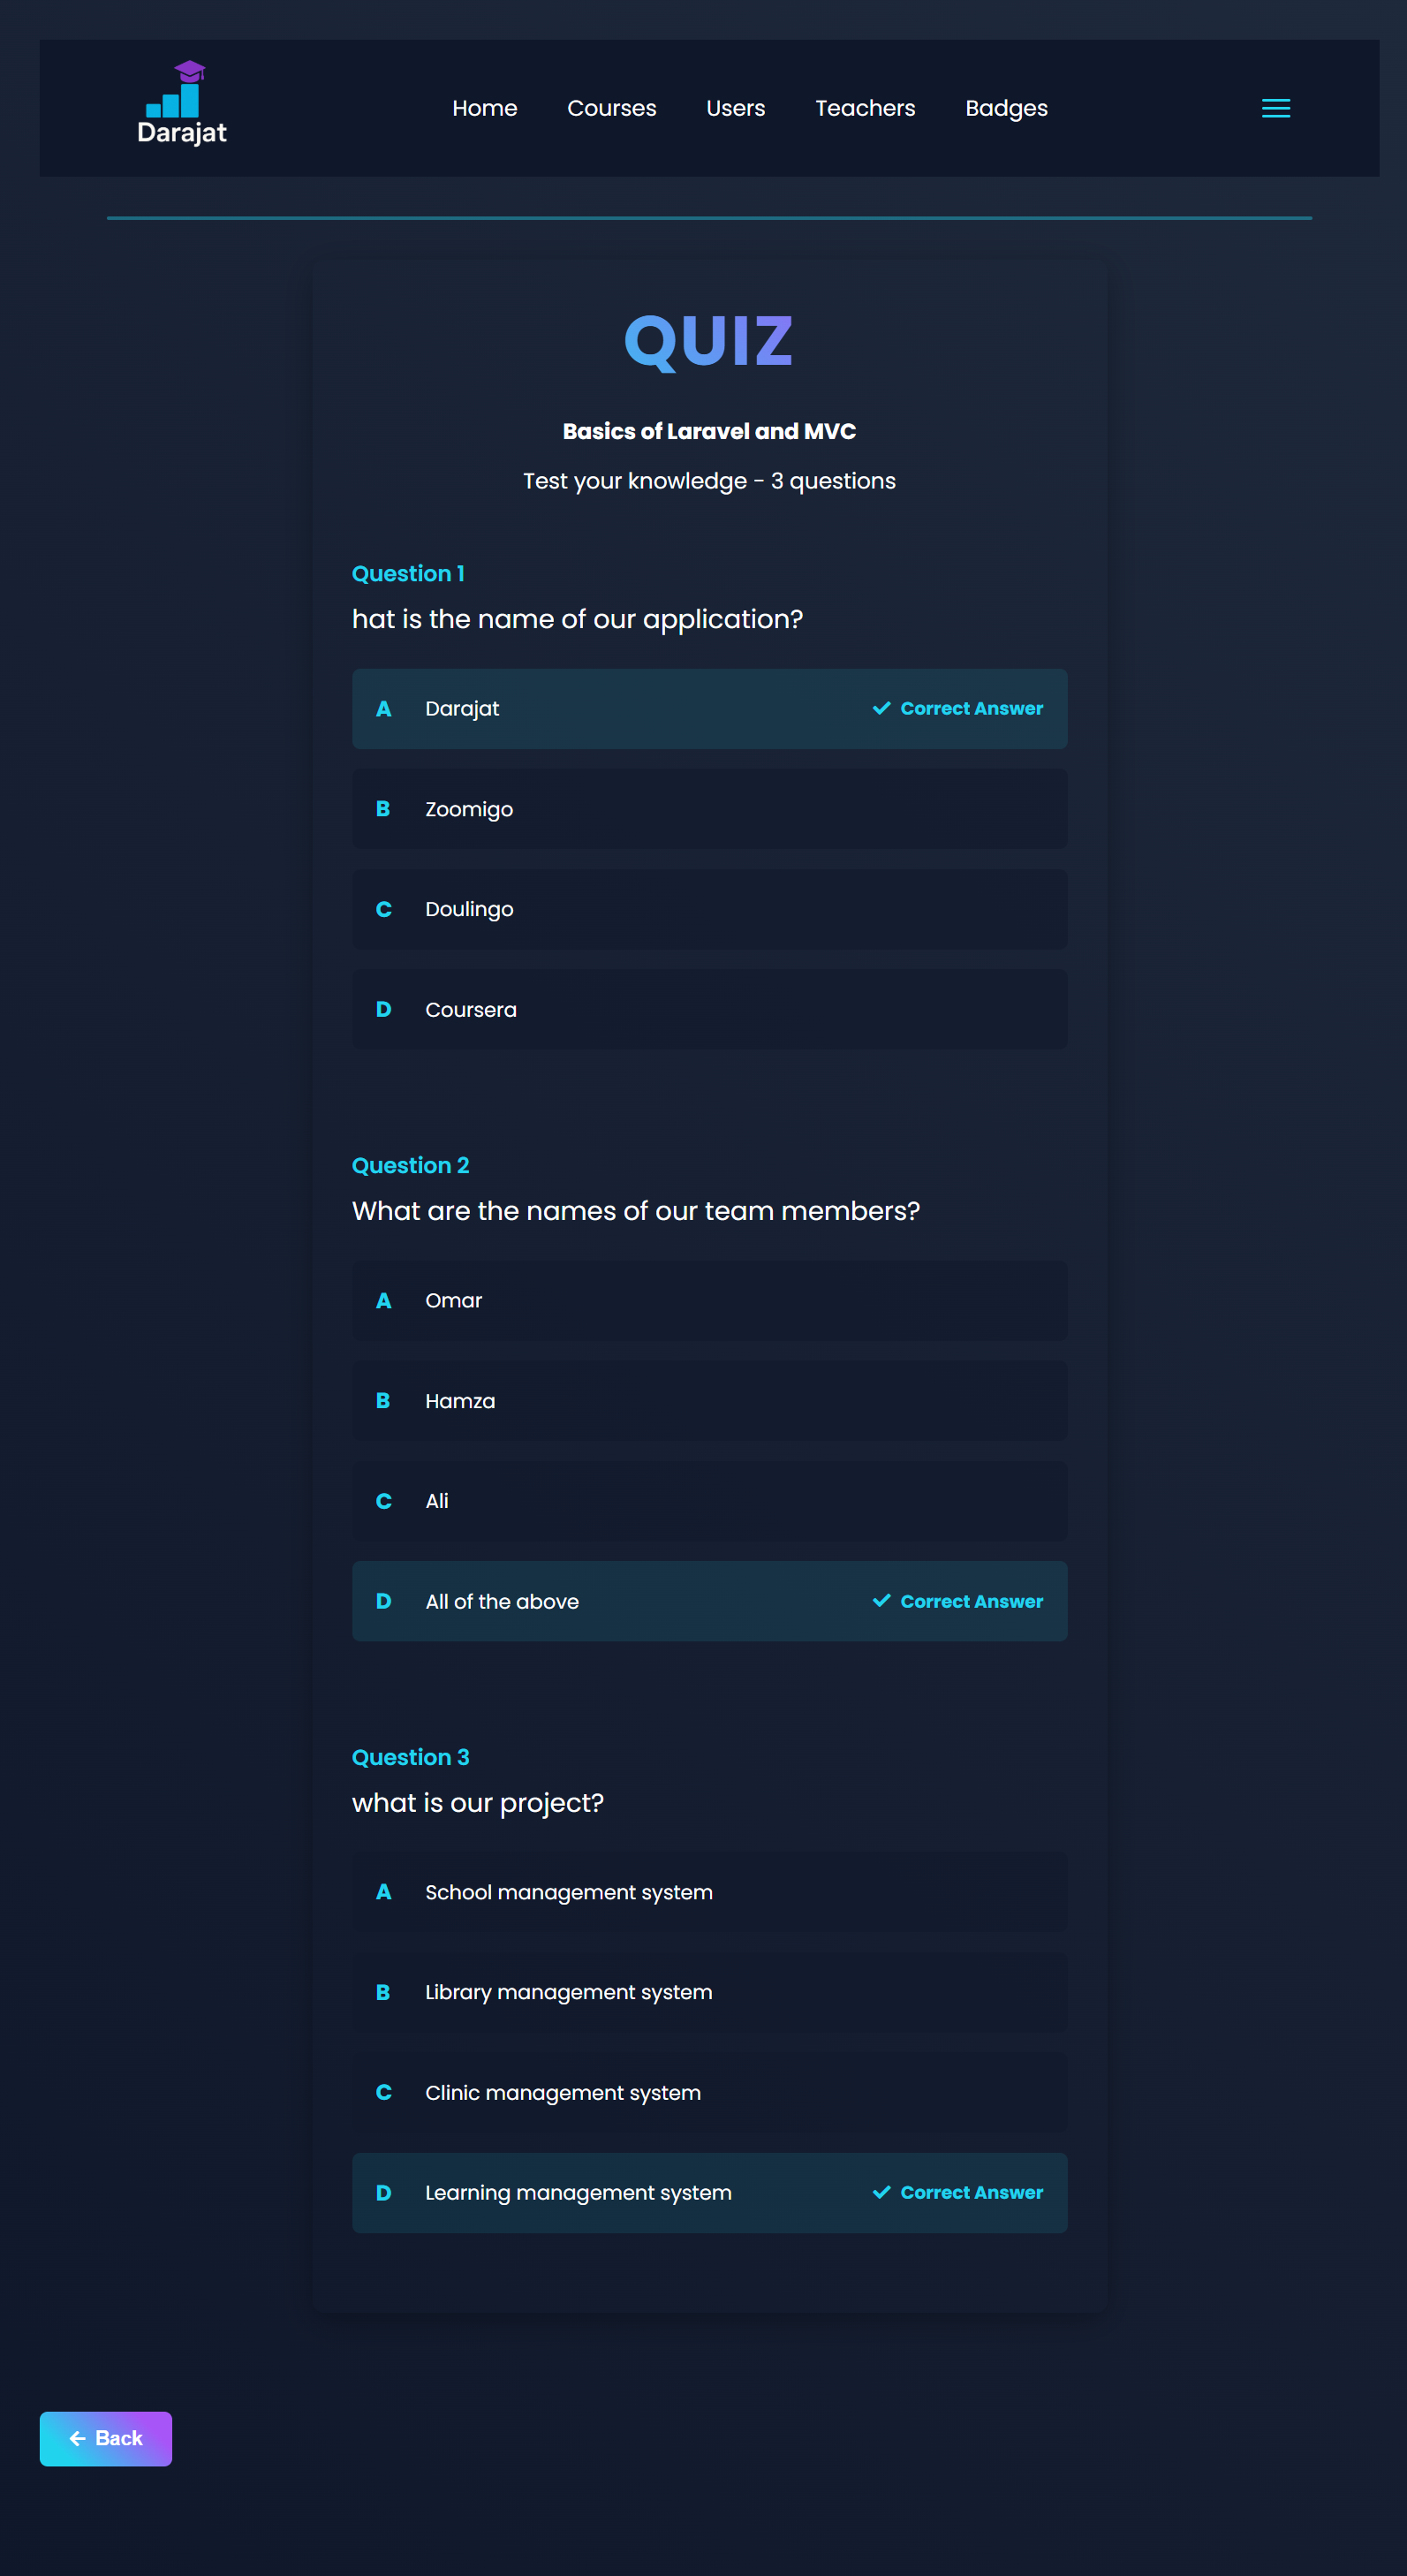 Darajat
Home Courses Users Teachers Badges
QUIZ
Basics of Laravel and MVC
Test your knowledge - 3 questions
Question 1
hat is the name of our application?
A Darajat Correct Answer
B Zoomigo
C Doulingo
D Coursera
Question 2
What are the names of our team members?
A Omar
B Hamza
C Ali
D All of the above Correct Answer
Question 3
what is our project?
A School management system
B Library management system
C Clinic management system
D Learning management system Correct Answer
Back